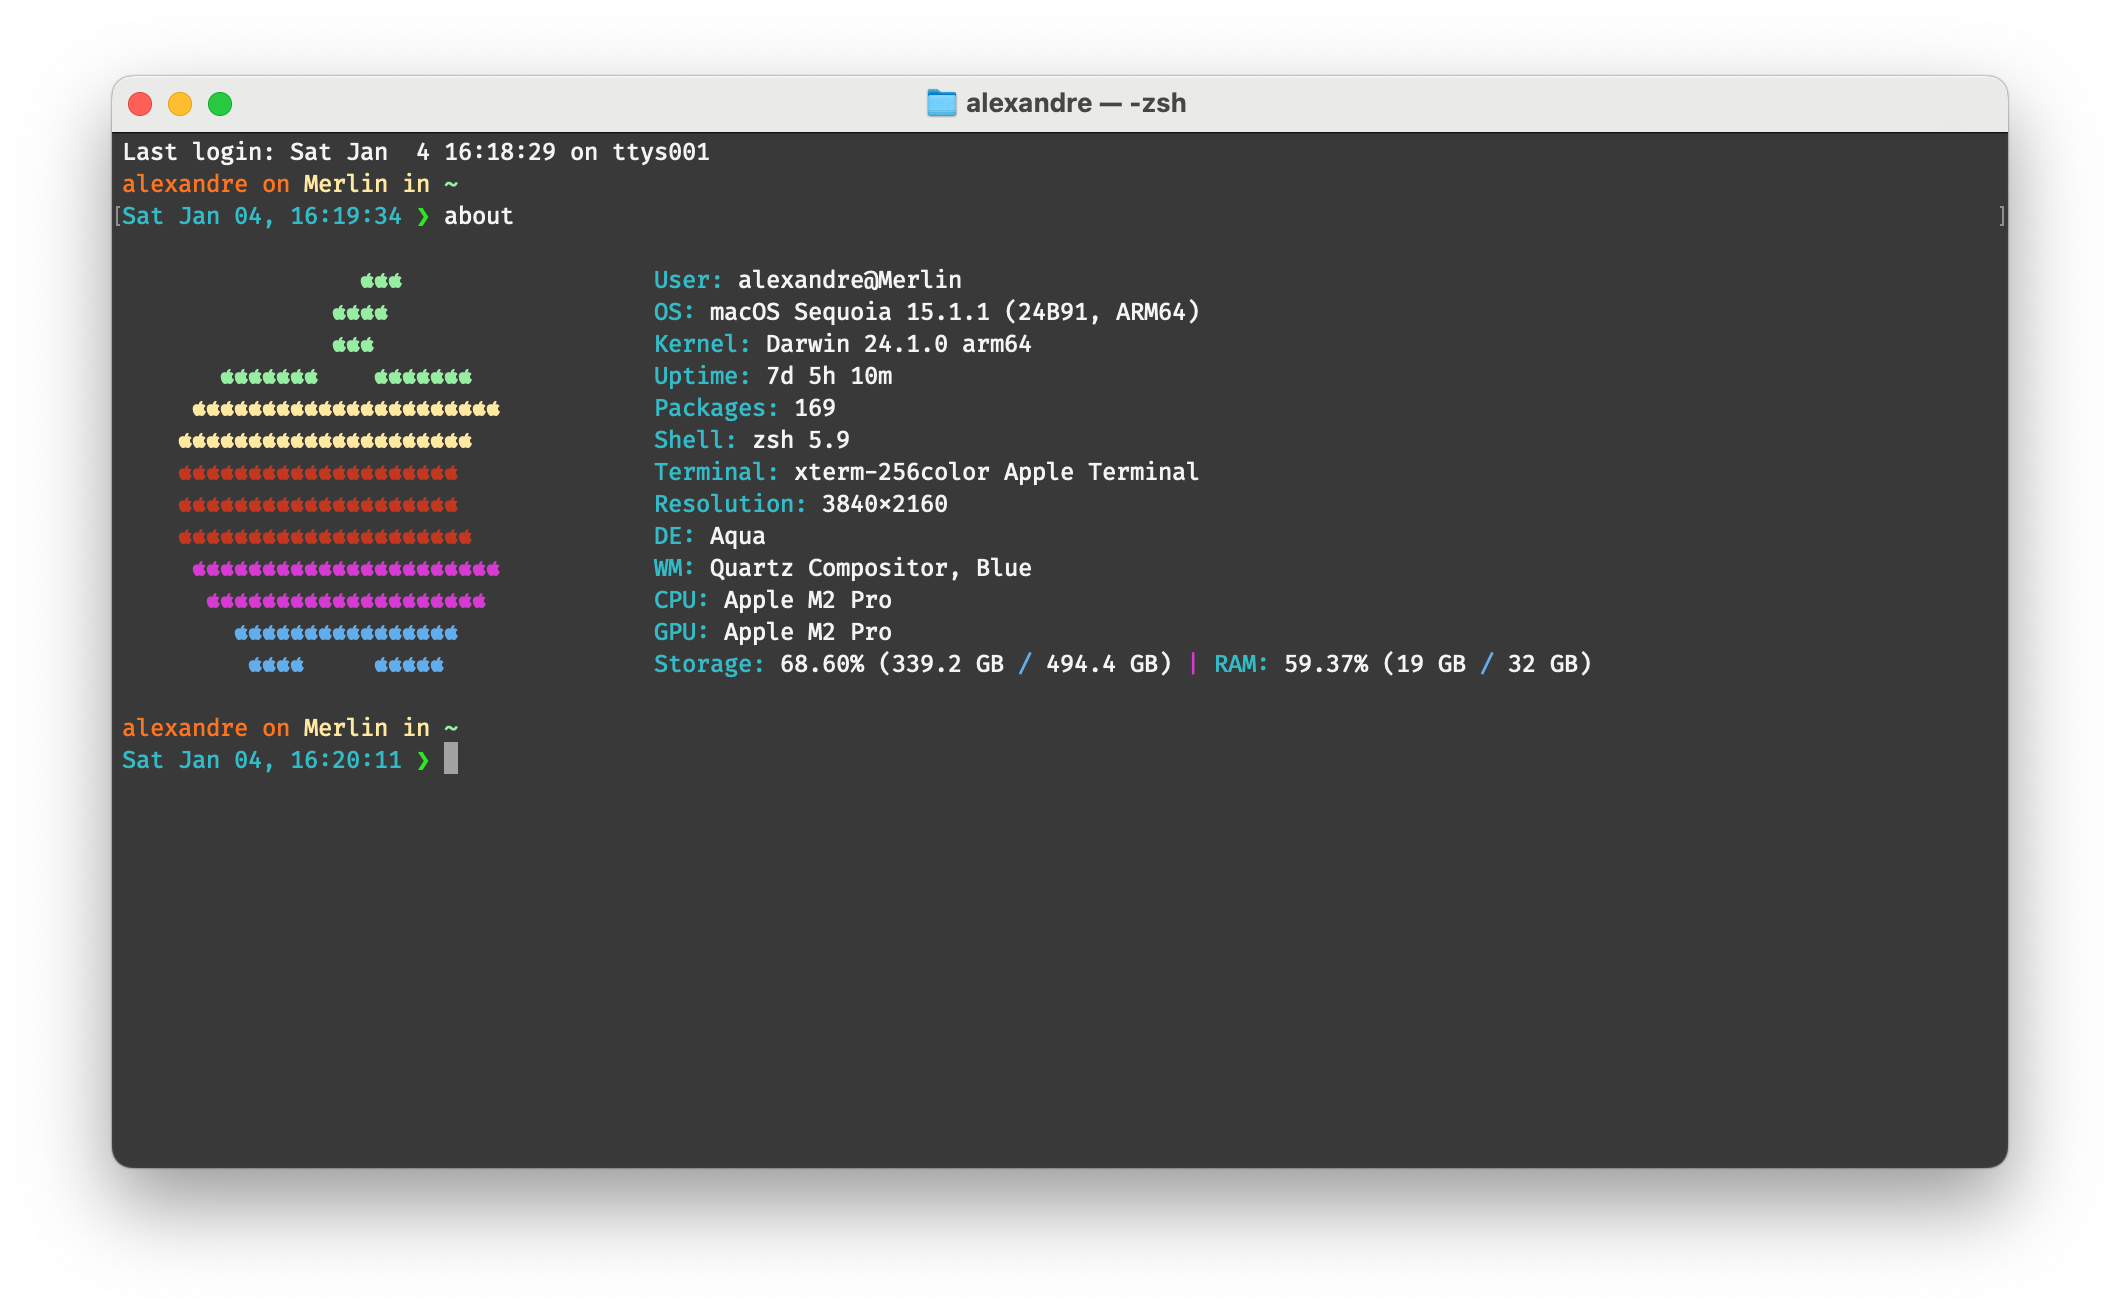 alexandre — -zsh
Last login: Sat Jan  4 16:18:29 on ttys001
alexandre on Merlin in ~
[Sat Jan 04, 16:19:34 ❯ about ]
User: alexandre@Merlin
OS: macOS Sequoia 15.1.1 (24B91, ARM64)
Kernel: Darwin 24.1.0 arm64
Uptime: 7d 5h 10m
Packages: 169
Shell: zsh 5.9
Terminal: xterm-256color Apple Terminal
Resolution: 3840×2160
DE: Aqua
WM: Quartz Compositor, Blue
CPU: Apple M2 Pro
GPU: Apple M2 Pro
Storage: 68.60% (339.2 GB / 494.4 GB) | RAM: 59.37% (19 GB / 32 GB)
alexandre on Merlin in ~
Sat Jan 04, 16:20:11 ❯